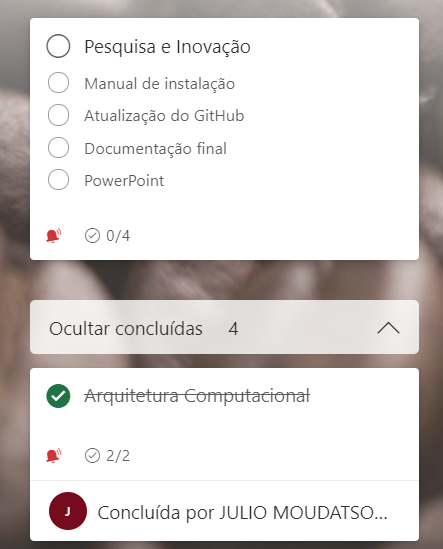 Pesquisa e Inovação
Manual de instalação
Atualização do GitHub
Documentação final
PowerPoint
0/4
Ocultar concluídas 4
Arquitetura Computacional
2/2
J
Concluída por JULIO MOUDATSO...